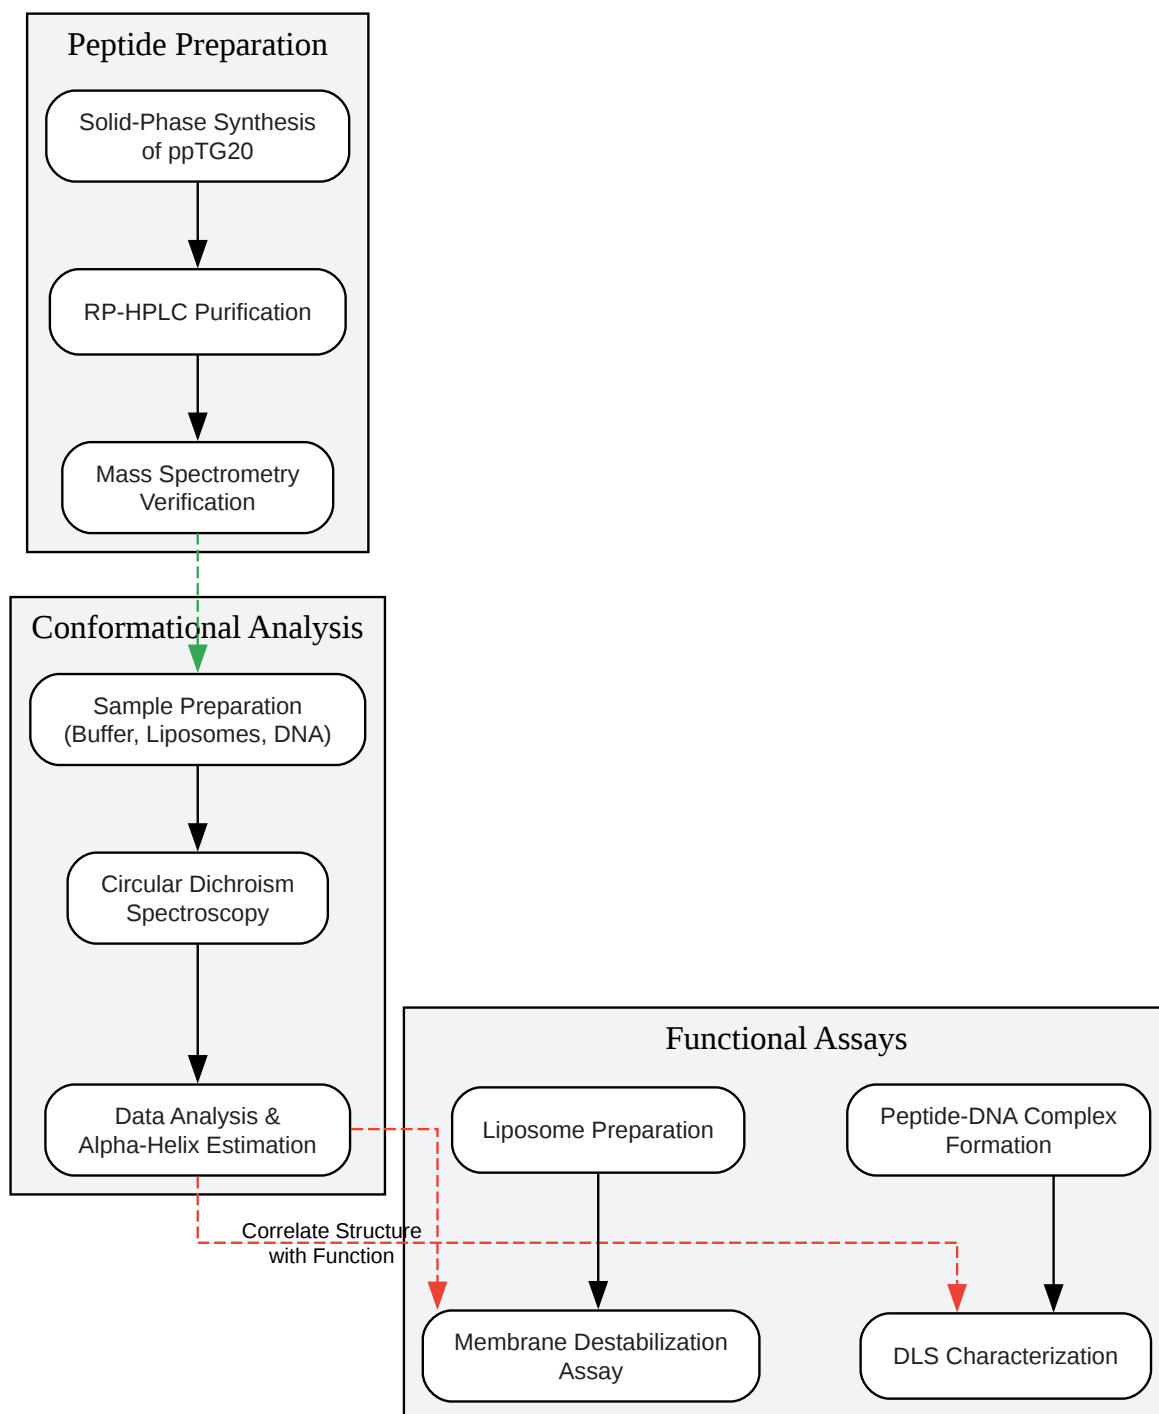 Peptide Preparation
Solid-Phase Synthesis
of ppTG20
RP-HPLC Purification
Mass Spectrometry
Verification
Conformational Analysis
Sample Preparation
(Buffer, Liposomes, DNA)
Circular Dichroism
Spectroscopy
Data Analysis &
Alpha-Helix Estimation
Functional Assays
Liposome Preparation
Peptide-DNA Complex
Formation
Correlate Structure
with Function
Membrane Destabilization
Assay
DLS Characterization